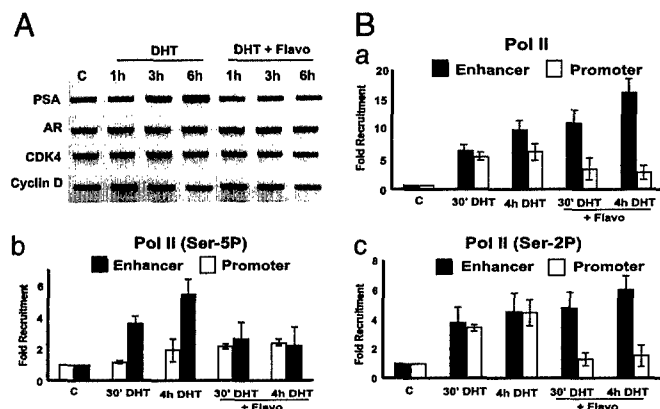 A
DHT
DHT + Flavo
C 1h 3h 6h 1h 3h 6h
PSA
AR
CDK4
Cyclin D
B
a
Pol II
Enhancer Promoter
Fold Recruitment
20
15
10
5
0
C 30' DHT 4h DHT 30' DHT 4h DHT
+ Flavo
b
Pol II (Ser-5P)
Enhancer Promoter
Fold Recruitment
6
4
2
0
C 30' DHT 4h DHT 30' DHT 4h DHT
+ Flavo
c
Pol II (Ser-2P)
Enhancer Promoter
Fold Recruitment
8
6
4
2
0
C 30' DHT 4h DHT 30' DHT 4h DHT
+ Flavo